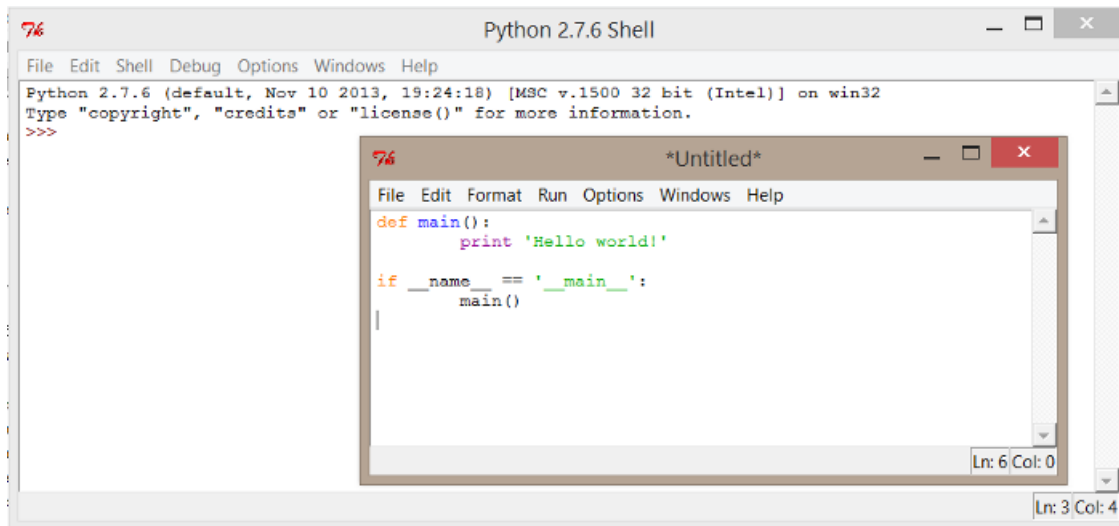 Python 2.7.6 Shell
File Edit Shell Debug Options Windows Help
Python 2.7.6 (default, Nov 10 2013, 19:24:18) [MSC v.1500 32 bit (Intel)] on win32
Type "copyright", "credits" or "license()" for more information.
>>>
*Untitled*
File Edit Format Run Options Windows Help
def main():
        print 'Hello world!'

if __name__ == '__main__':
        main()
Ln: 6 Col: 0
Ln: 3 Col: 4